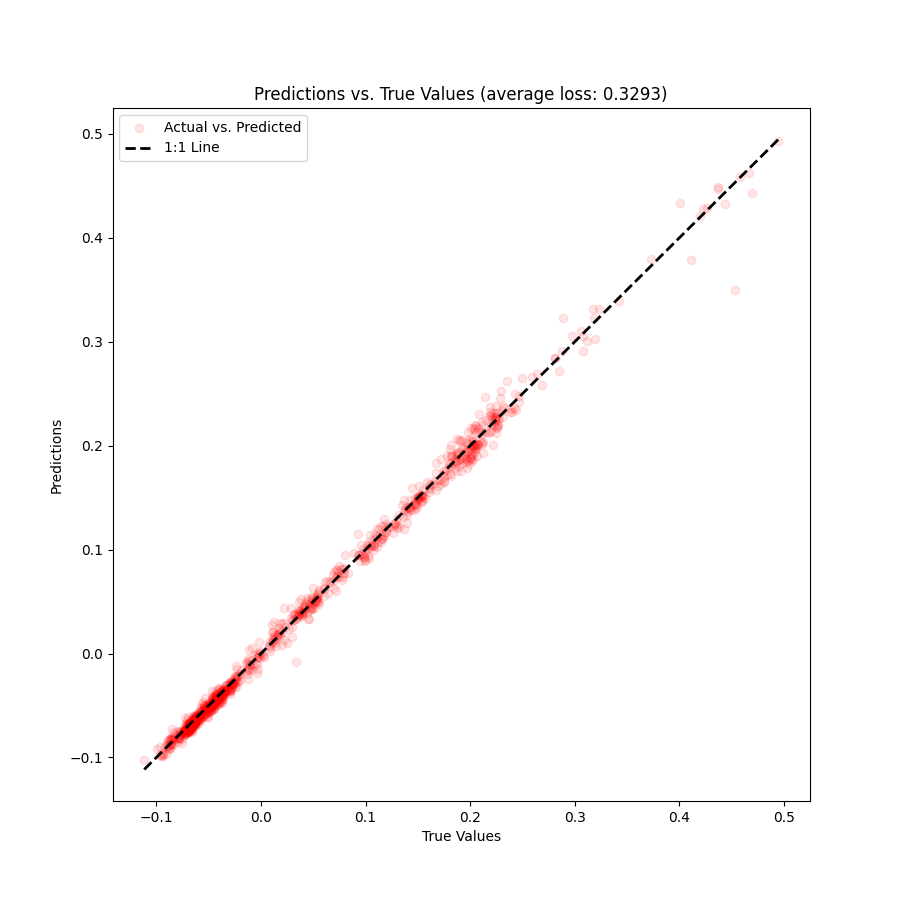 Predictions vs. True Values (average loss: 0.3293)
Actual vs. Predicted
1:1 Line
0.5
0.4
0.3
0.2
0.1
0.0
−0.1
Predictions
−0.1 0.0 0.1 0.2 0.3 0.4 0.5
True Values